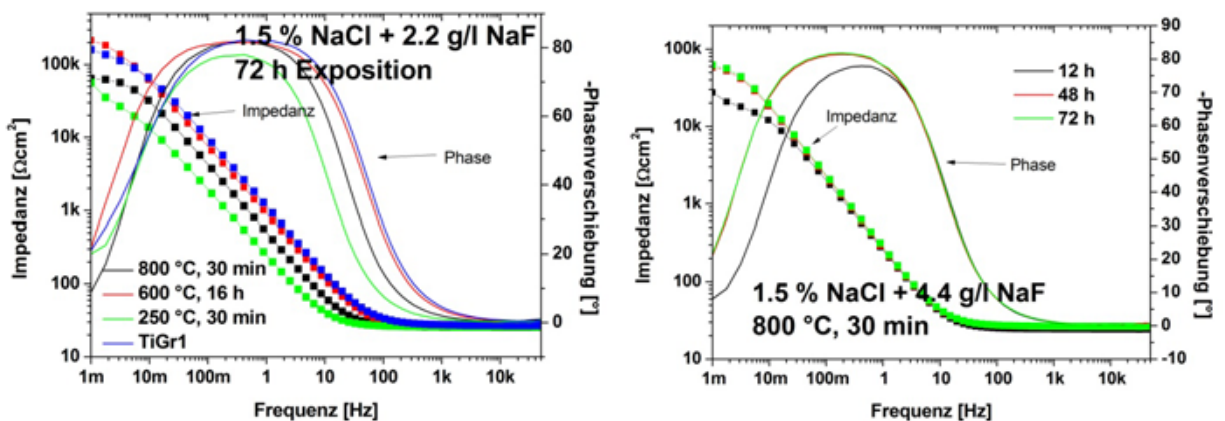 1.5 % NaCl + 2.2 g/l NaF
72 h Exposition
Impedanz
Phase
800 °C, 30 min
600 °C, 16 h
250 °C, 30 min
TiGr1
Impedanz [Ωcm²]
100k
10k
1k
100
10
-Phasenverschiebung [°]
80
60
40
20
0
1m 10m 100m 1 10 100 1k 10k
Frequenz [Hz]
12 h
48 h
72 h
Impedanz
Phase
1.5 % NaCl + 4.4 g/l NaF
800 °C, 30 min
Impedanz [Ωcm²]
100k
10k
1k
100
10
-Phasenverschiebung [°]
90
80
70
60
50
40
30
20
10
0
-10
1m 10m 100m 1 10 100 1k 10k
Frequenz [Hz]